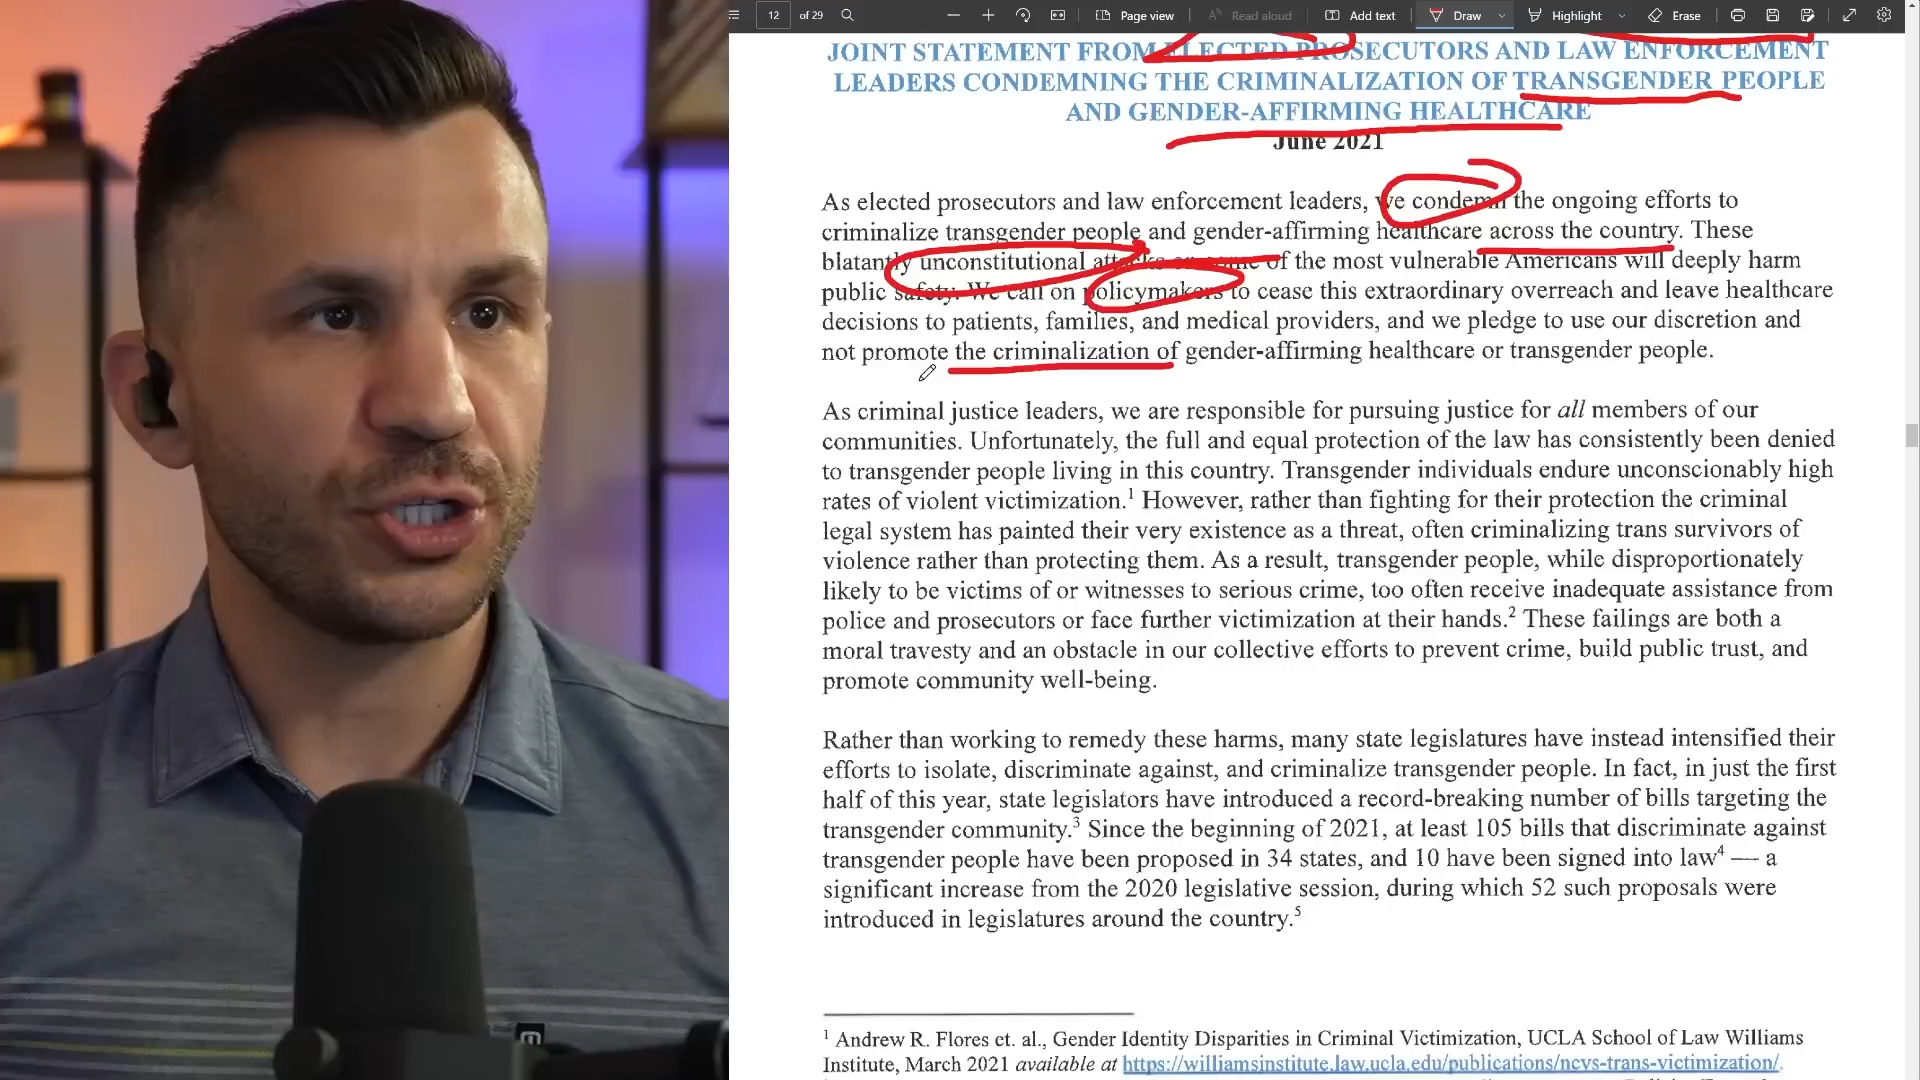 12 of 29 Page view Read aloud Add text Draw Highlight Erase
JOINT STATEMENT FROM ELECTED PROSECUTORS AND LAW ENFORCEMENT
LEADERS CONDEMNING THE CRIMINALIZATION OF TRANSGENDER PEOPLE
AND GENDER-AFFIRMING HEALTHCARE
June 2021
As elected prosecutors and law enforcement leaders, we condemn the ongoing efforts to
criminalize transgender people and gender-affirming healthcare across the country. These
blatantly unconstitutional attacks on some of the most vulnerable Americans will deeply harm
public safety. We call on policymakers to cease this extraordinary overreach and leave healthcare
decisions to patients, families, and medical providers, and we pledge to use our discretion and
not promote the criminalization of gender-affirming healthcare or transgender people.
As criminal justice leaders, we are responsible for pursuing justice for all members of our
communities. Unfortunately, the full and equal protection of the law has consistently been denied
to transgender people living in this country. Transgender individuals endure unconscionably high
rates of violent victimization.1 However, rather than fighting for their protection the criminal
legal system has painted their very existence as a threat, often criminalizing trans survivors of
violence rather than protecting them. As a result, transgender people, while disproportionately
likely to be victims of or witnesses to serious crime, too often receive inadequate assistance from
police and prosecutors or face further victimization at their hands.2 These failings are both a
moral travesty and an obstacle in our collective efforts to prevent crime, build public trust, and
promote community well-being.
Rather than working to remedy these harms, many state legislatures have instead intensified their
efforts to isolate, discriminate against, and criminalize transgender people. In fact, in just the first
half of this year, state legislators have introduced a record-breaking number of bills targeting the
transgender community.3 Since the beginning of 2021, at least 105 bills that discriminate against
transgender people have been proposed in 34 states, and 10 have been signed into law4 — a
significant increase from the 2020 legislative session, during which 52 such proposals were
introduced in legislatures around the country.5
1 Andrew R. Flores et. al., Gender Identity Disparities in Criminal Victimization, UCLA School of Law Williams
Institute, March 2021 available at https://williamsinstitute.law.ucla.edu/publications/ncvs-trans-victimization/.